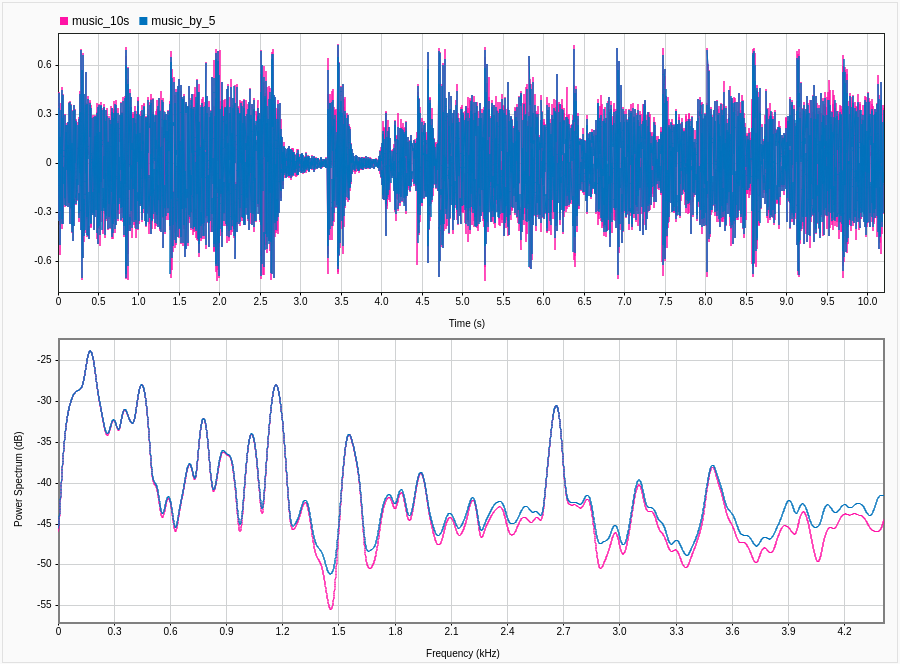 music_10s music_by_5
0.6
0.3
0
-0.3
-0.6
0 0.5 1.0 1.5 2.0 2.5 3.0 3.5 4.0 4.5 5.0 5.5 6.0 6.5 7.0 7.5 8.0 8.5 9.0 9.5 10.0
Time (s)
Power Spectrum (dB)
-25
-30
-35
-40
-45
-50
-55
0 0.3 0.6 0.9 1.2 1.5 1.8 2.1 2.4 2.7 3.0 3.3 3.6 3.9 4.2
Frequency (kHz)